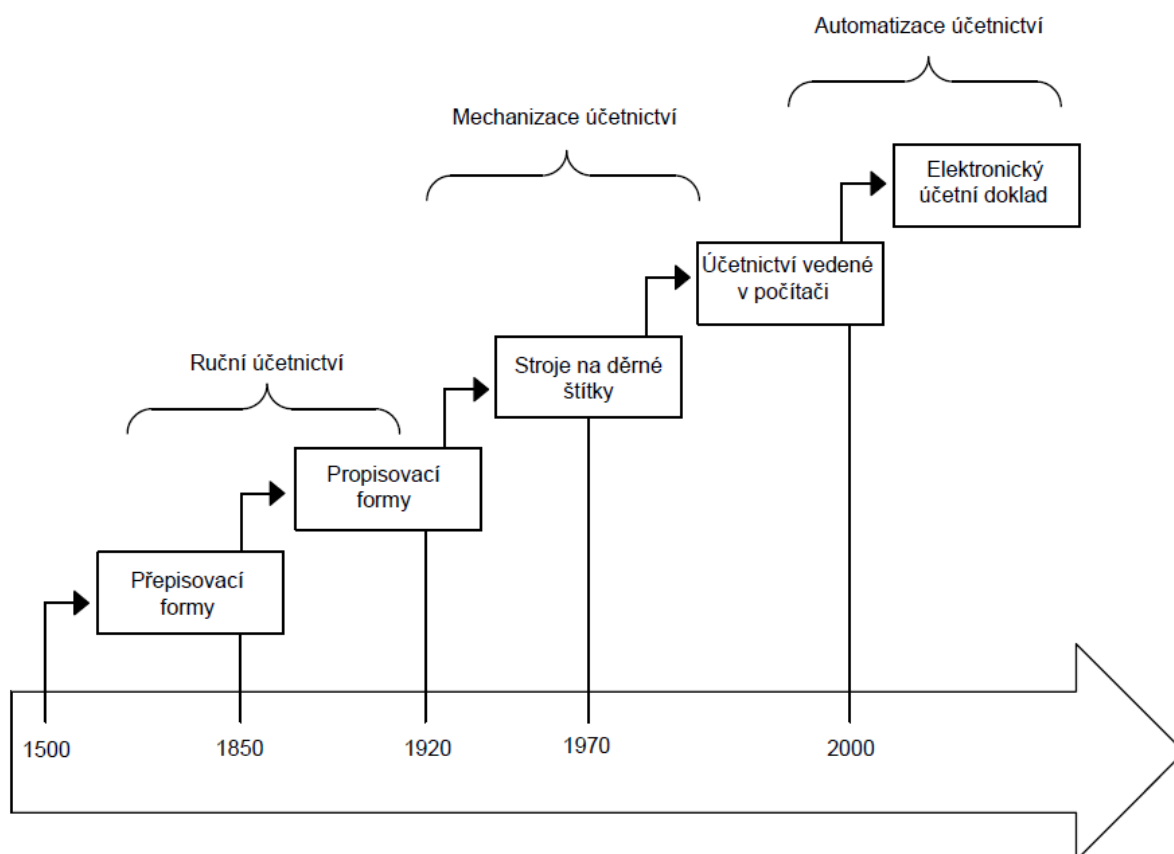 Automatizace účetnictví
Mechanizace účetnictví
Elektronický
účetní doklad
Účetnictví vedené
v počítači
Ruční účetnictví
Stroje na děrné
štítky
Propisovací
formy
Přepisovací
formy
1500
1850
1920
1970
2000